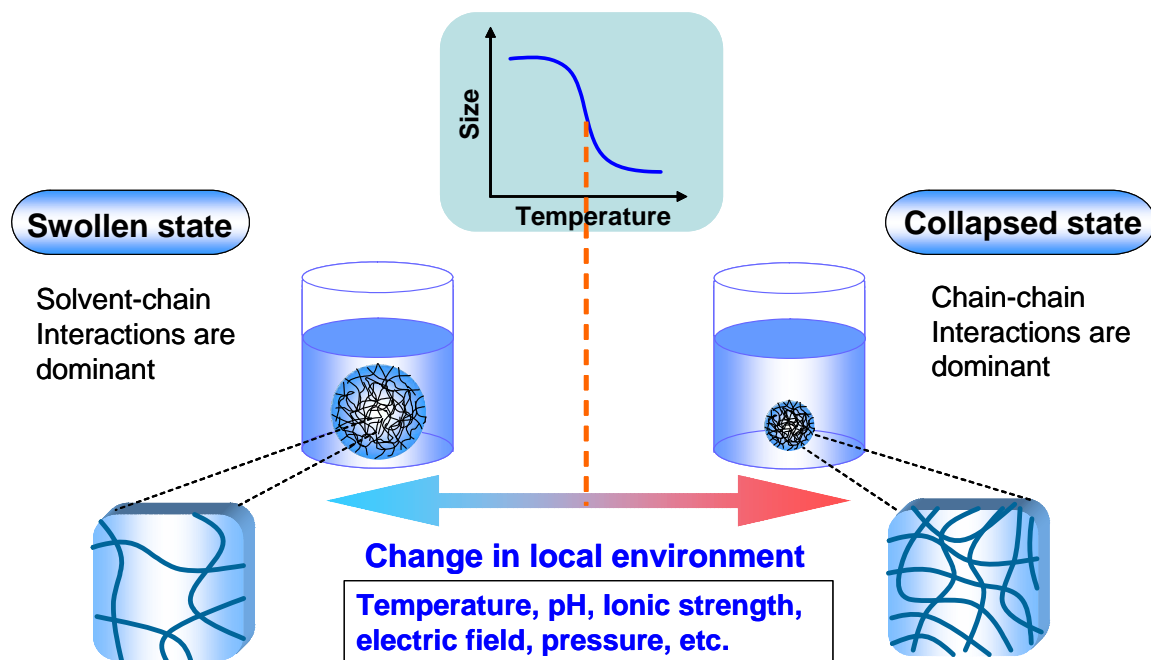 Size
Temperature
Swollen state
Solvent-chain
Interactions are
dominant
Collapsed state
Chain-chain
Interactions are
dominant
Change in local environment
Temperature, pH, Ionic strength,
electric field, pressure, etc.